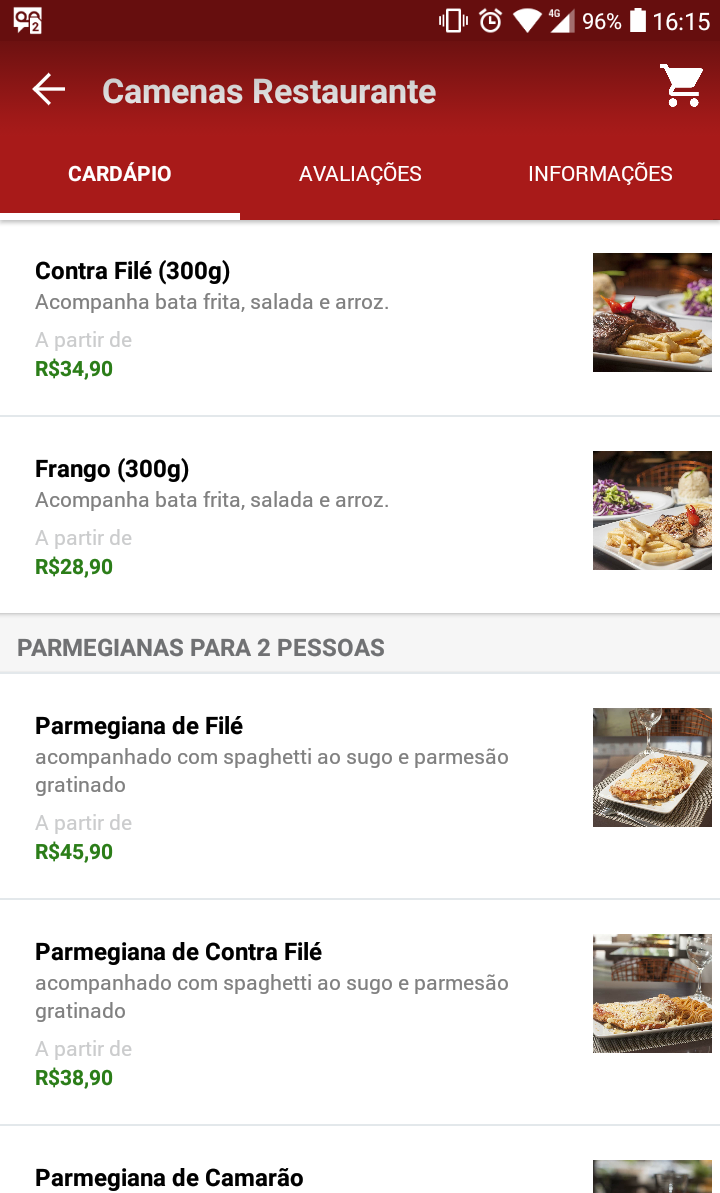 2
4G
96%
16:15
Camenas Restaurante
CARDÁPIO
AVALIAÇÕES
INFORMAÇÕES
Contra Filé (300g)
Acompanha bata frita, salada e arroz.
A partir de
R$34,90
Frango (300g)
Acompanha bata frita, salada e arroz.
A partir de
R$28,90
PARMEGIANAS PARA 2 PESSOAS
Parmegiana de Filé
acompanhado com spaghetti ao sugo e parmesão
gratinado
A partir de
R$45,90
Parmegiana de Contra Filé
acompanhado com spaghetti ao sugo e parmesão
gratinado
A partir de
R$38,90
Parmegiana de Camarão